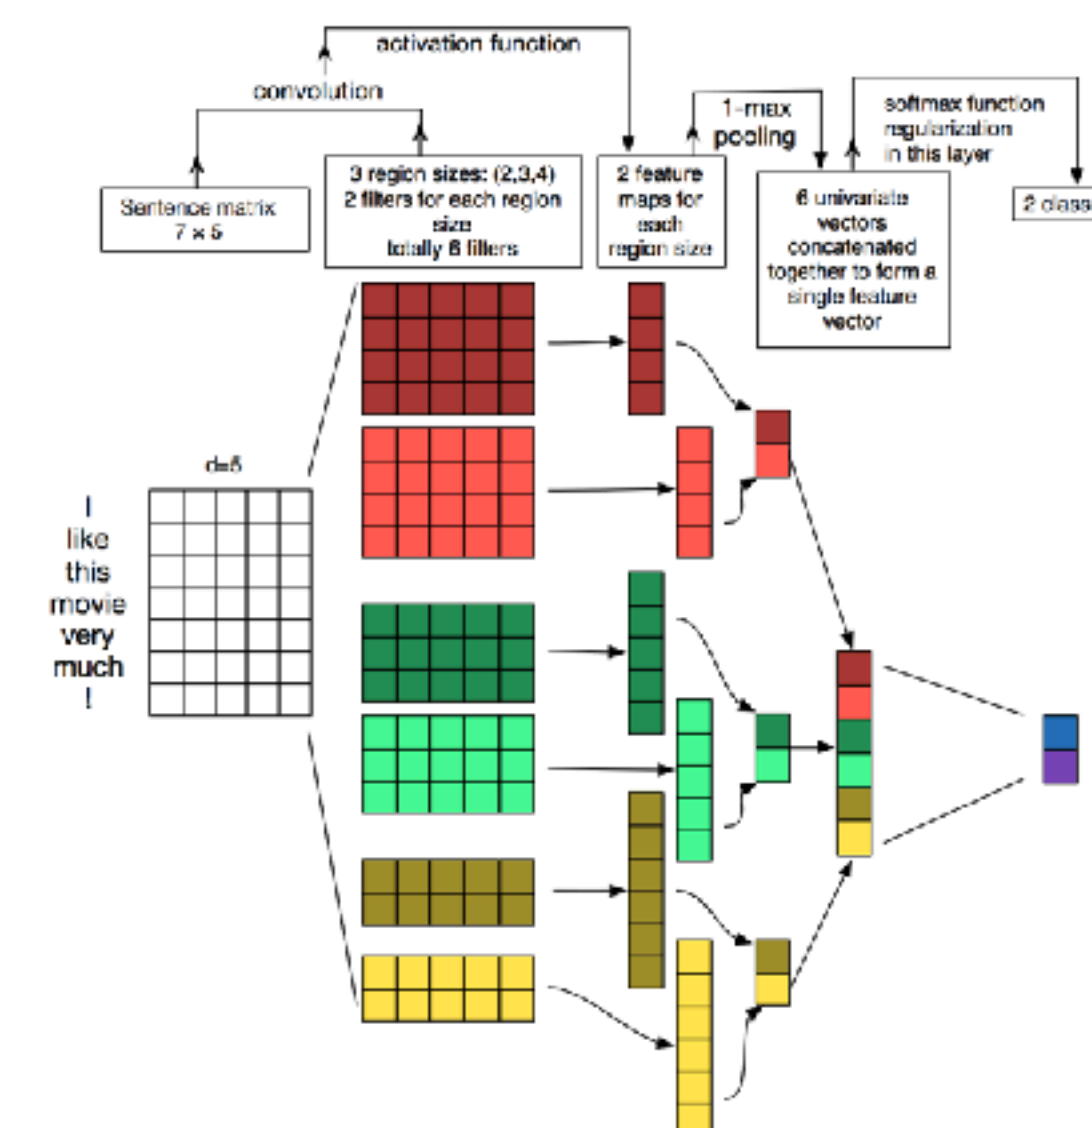 activation function
convolution
1-max
pooling
softmax function
regularization
in this layer
Sentence matrix
7 × 5
3 region sizes: (2,3,4)
2 filters for each region
size
totally 6 filters
2 feature
maps for
each
region size
6 univariate
vectors
concatenated
together to form a
single feature
vector
2 class
d=5
I
like
this
movie
very
much
!